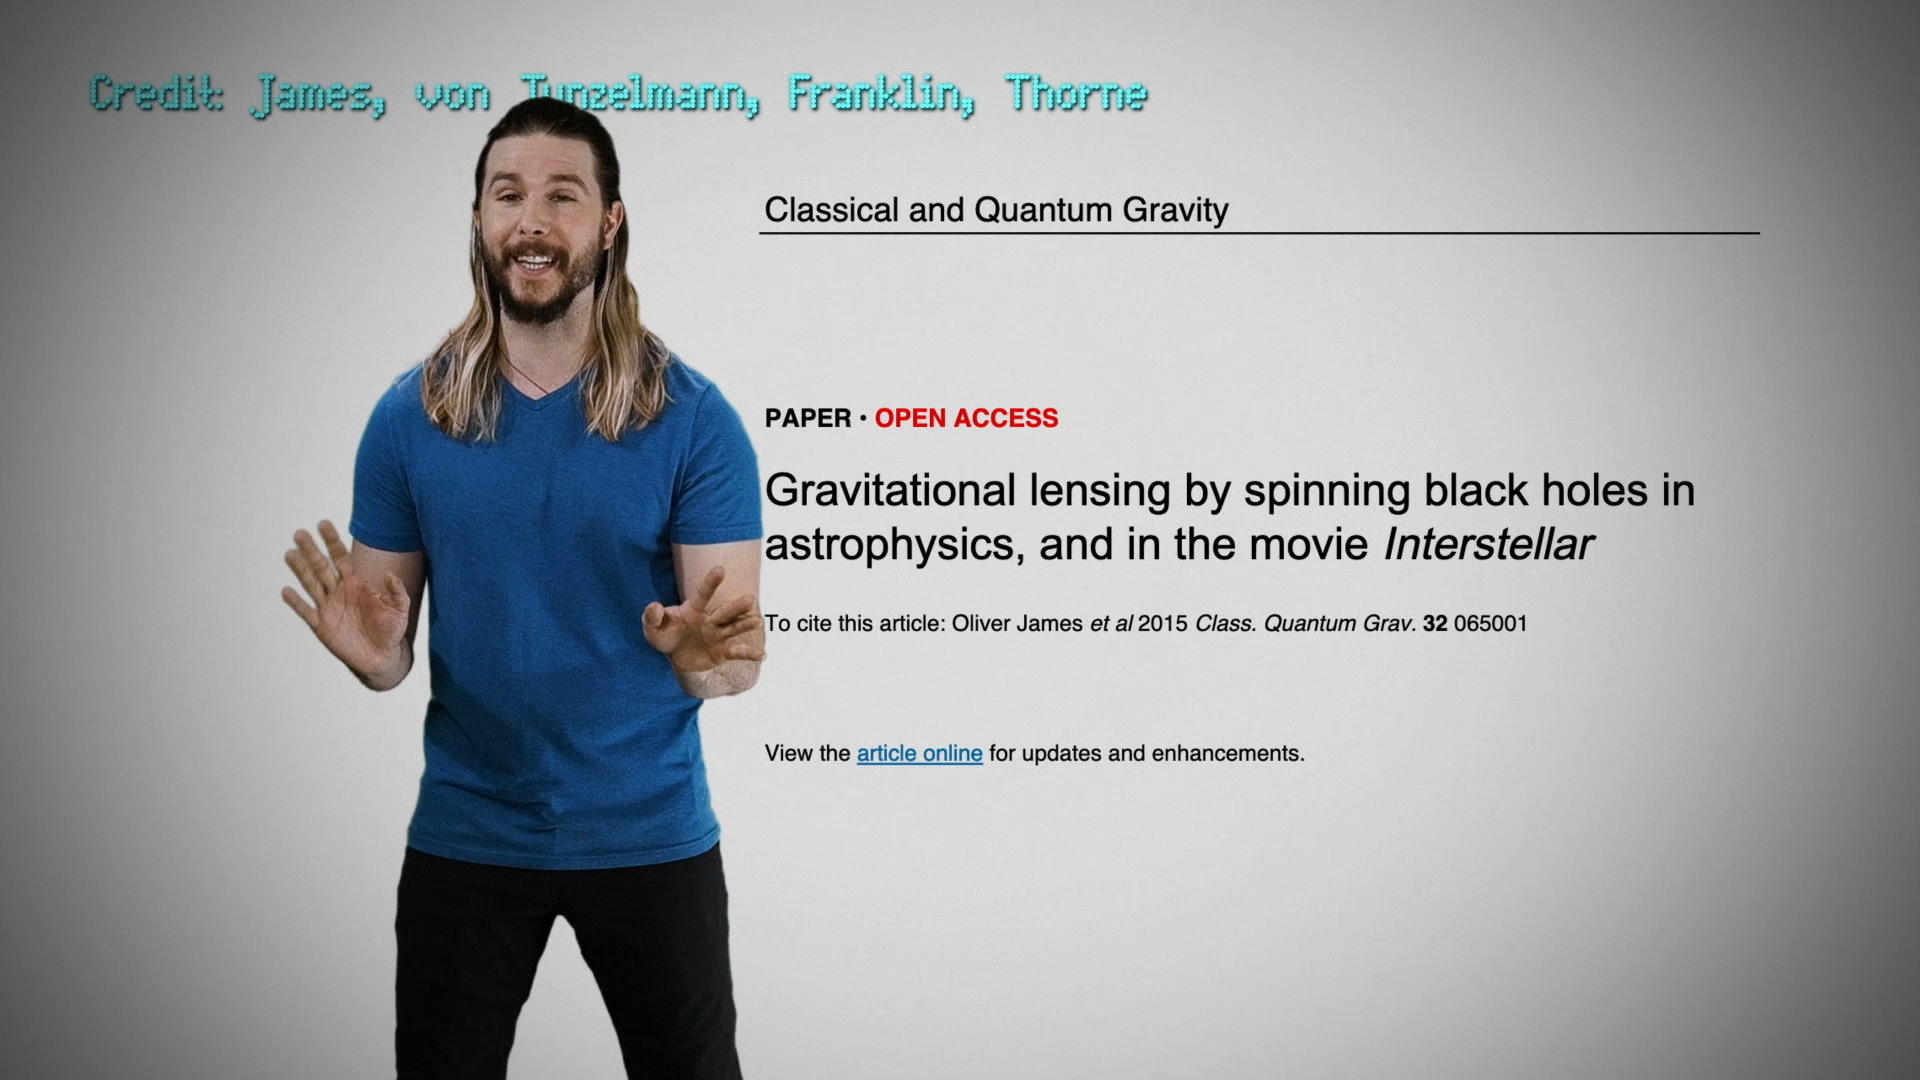 Credit: James, von Tunzelmann, Franklin, Thorne
Classical and Quantum Gravity
PAPER • OPEN ACCESS
Gravitational lensing by spinning black holes in
astrophysics, and in the movie Interstellar
To cite this article: Oliver James et al 2015 Class. Quantum Grav. 32 065001
View the article online for updates and enhancements.